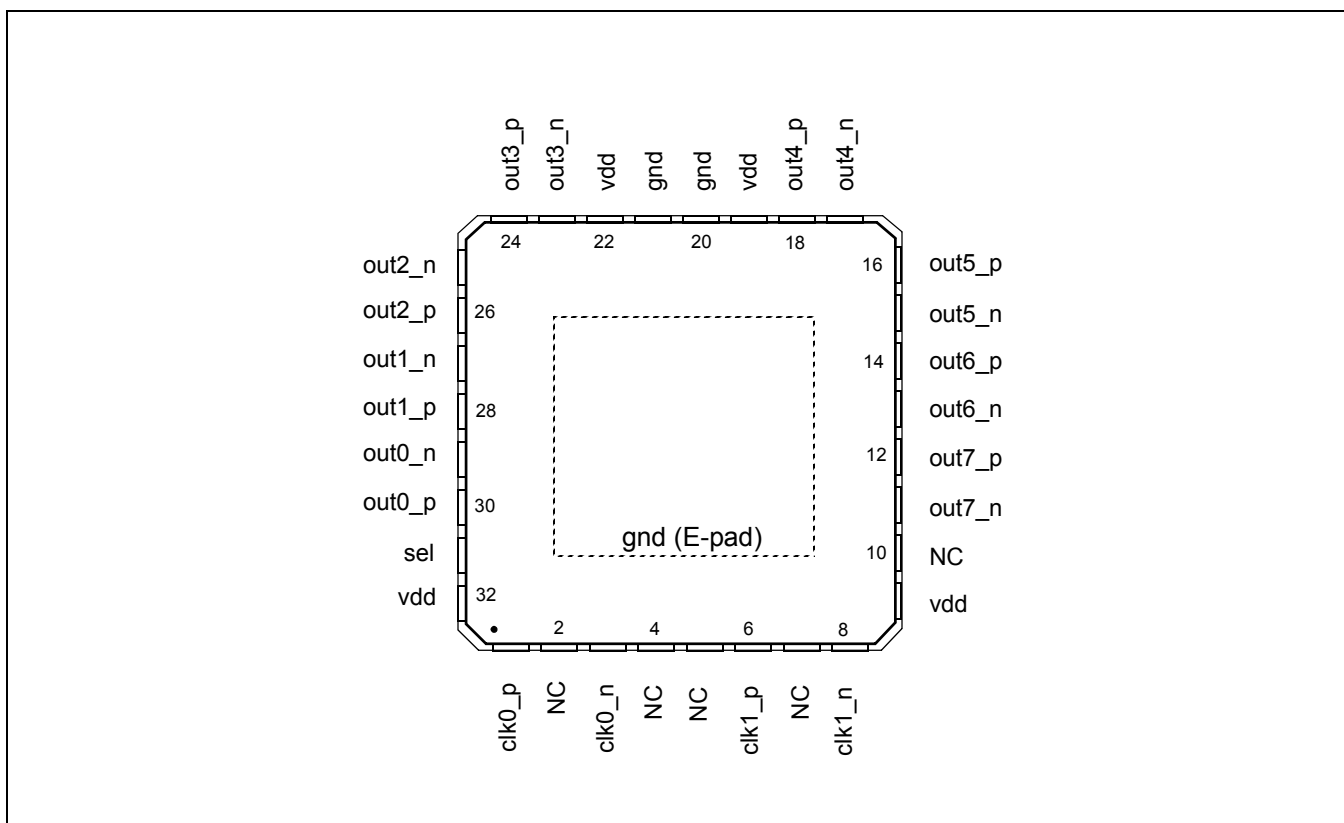 out3_p
out3_n
vdd
gnd
gnd
vdd
out4_p
out4_n
24
22
20
18
out2_n
16
out5_p
out2_p
26
out5_n
out1_n
14
out6_p
out1_p
28
out6_n
out0_n
12
out7_p
out0_p
30
out7_n
gnd (E-pad)
sel
10
NC
vdd
32
vdd
2
4
6
8
clk0_p
NC
clk0_n
NC
NC
clk1_p
NC
clk1_n